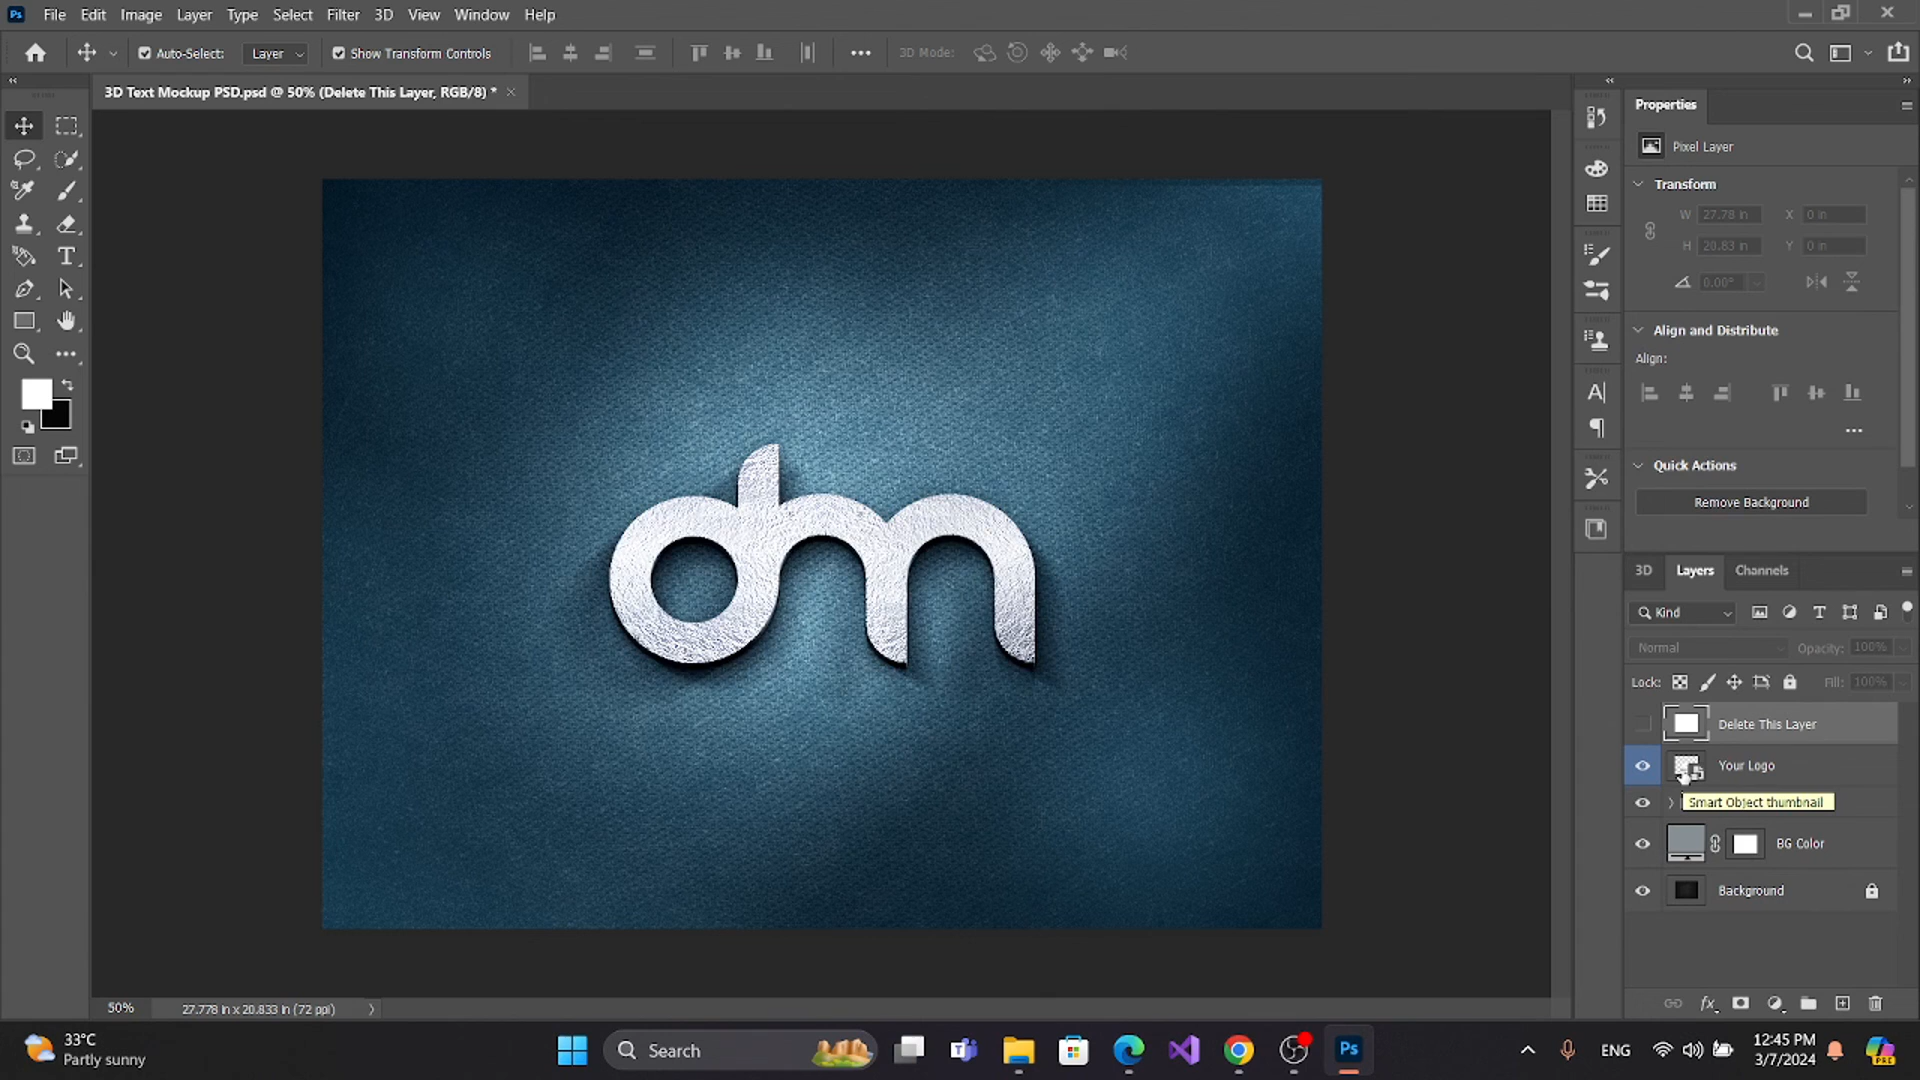 Ps File Edit Image Layer Type Select Filter 3D View Window Help
Auto-Select: Layer Show Transform Controls 3D Mode:
3D Text Mockup PSD.psd @ 50% (Delete This Layer, RGB/8) *
Properties
Pixel Layer
Transform
W 27.78 in X 0 in
H 20.83 in Y 0 in
0.00°
Align and Distribute
Align:
Quick Actions
Remove Background
3D Layers Channels
Kind
Normal Opacity: 100%
Lock: Fill: 100%
Delete This Layer
Your Logo
Smart Object thumbnail
BG Color
Background
dm
50% 27.778 in x 20.833 in (72 ppi)
33°C
Partly sunny
Search
Ps
ENG
12:45 PM
3/7/2024
PRE